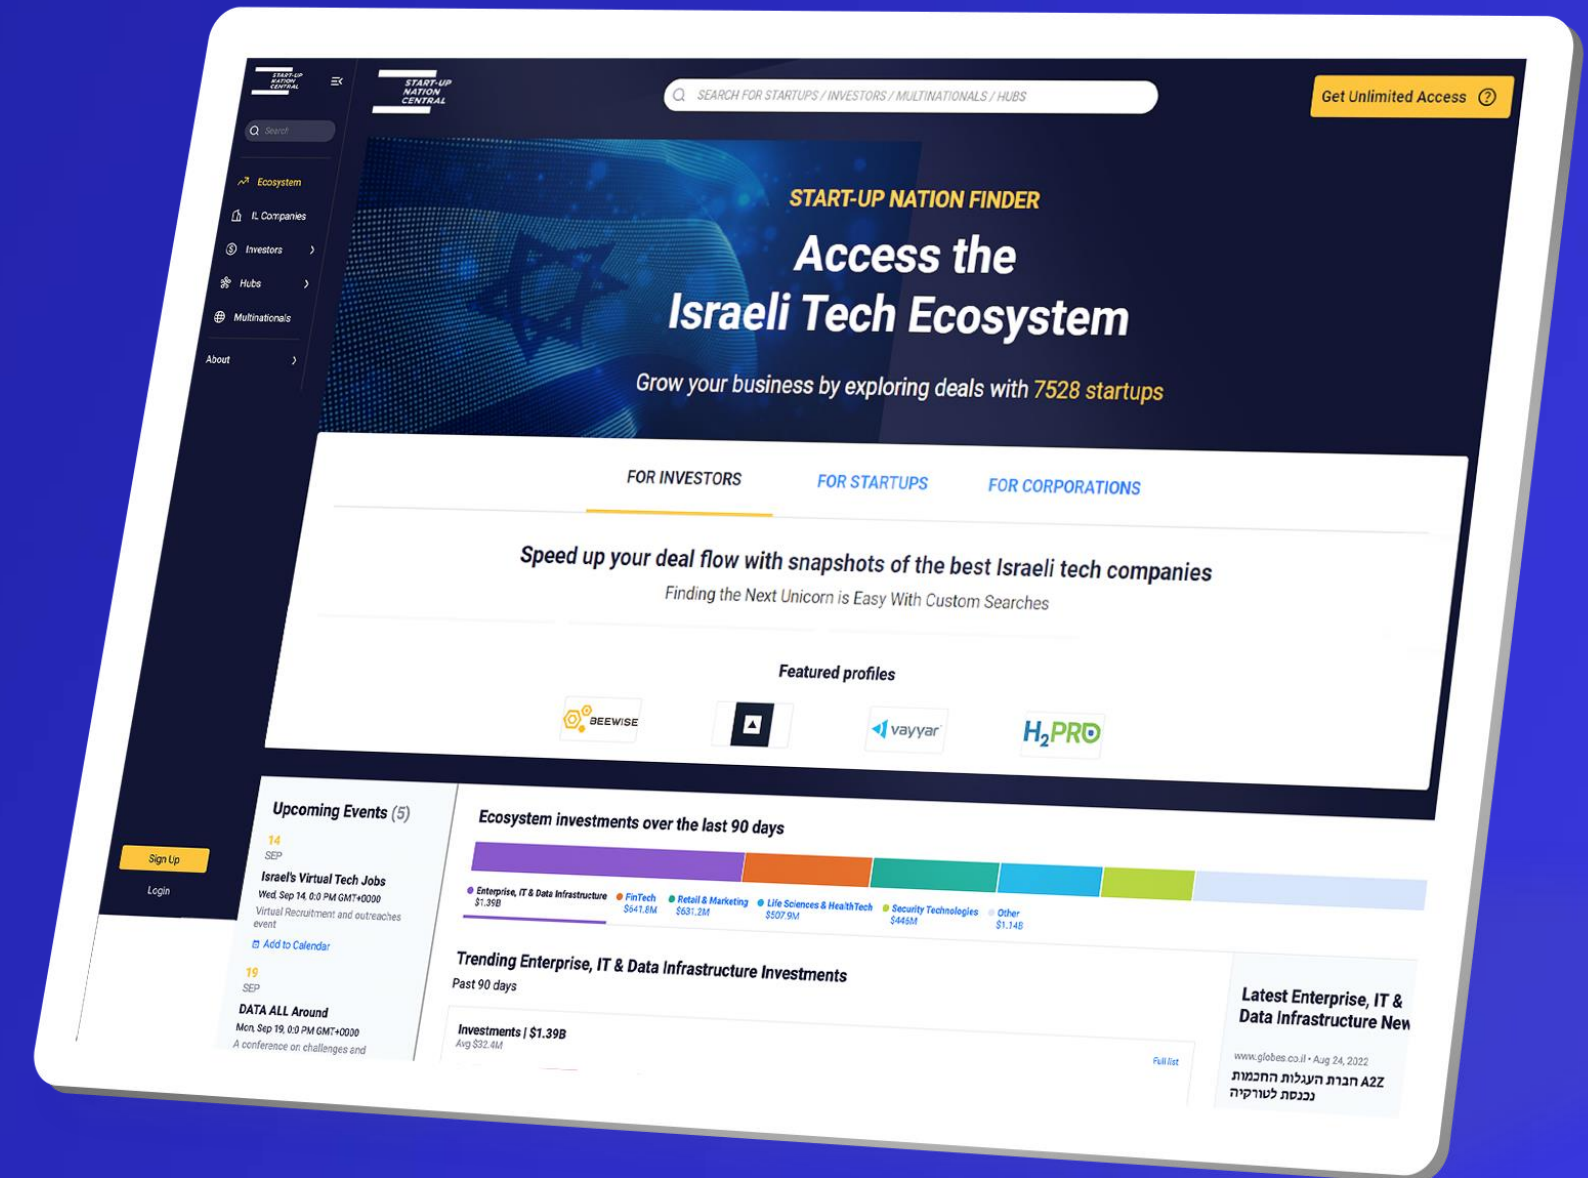 START-UP
NATION
CENTRAL
Search
Ecosystem
IL Companies
Investors
Hubs
Multinationals
About
Sign Up
Login
START-UP
NATION
CENTRAL
SEARCH FOR STARTUPS / INVESTORS / MULTINATIONALS / HUBS
Get Unlimited Access ?
START-UP NATION FINDER
Access the
Israeli Tech Ecosystem
Grow your business by exploring deals with 7528 startups
FOR INVESTORS
FOR STARTUPS
FOR CORPORATIONS
Speed up your deal flow with snapshots of the best Israeli tech companies
Finding the Next Unicorn is Easy With Custom Searches
Featured profiles
BEEWISE
vayyar
H2PRO
Upcoming Events (5)
14
SEP
Israel's Virtual Tech Jobs
Wed, Sep 14, 0:0 PM GMT+0000
Virtual Recruitment and outreaches
event
Add to Calendar
19
SEP
DATA ALL Around
Mon, Sep 19, 0:0 PM GMT+0000
A conference on challenges and
Ecosystem investments over the last 90 days
Enterprise, IT & Data Infrastructure
$1.39B
FinTech
$641.8M
Retail & Marketing
$631.2M
Life Sciences & HealthTech
$507.9M
Security Technologies
$446M
Other
$1.14B
Trending Enterprise, IT & Data Infrastructure Investments
Past 90 days
Investments | $1.39B
Avg $32.4M
Full list
Latest Enterprise, IT &
Data Infrastructure New
www.globes.co.il • Aug 24, 2022
A2Z חברת העגלות החכמות
נכנסת לטורקיה